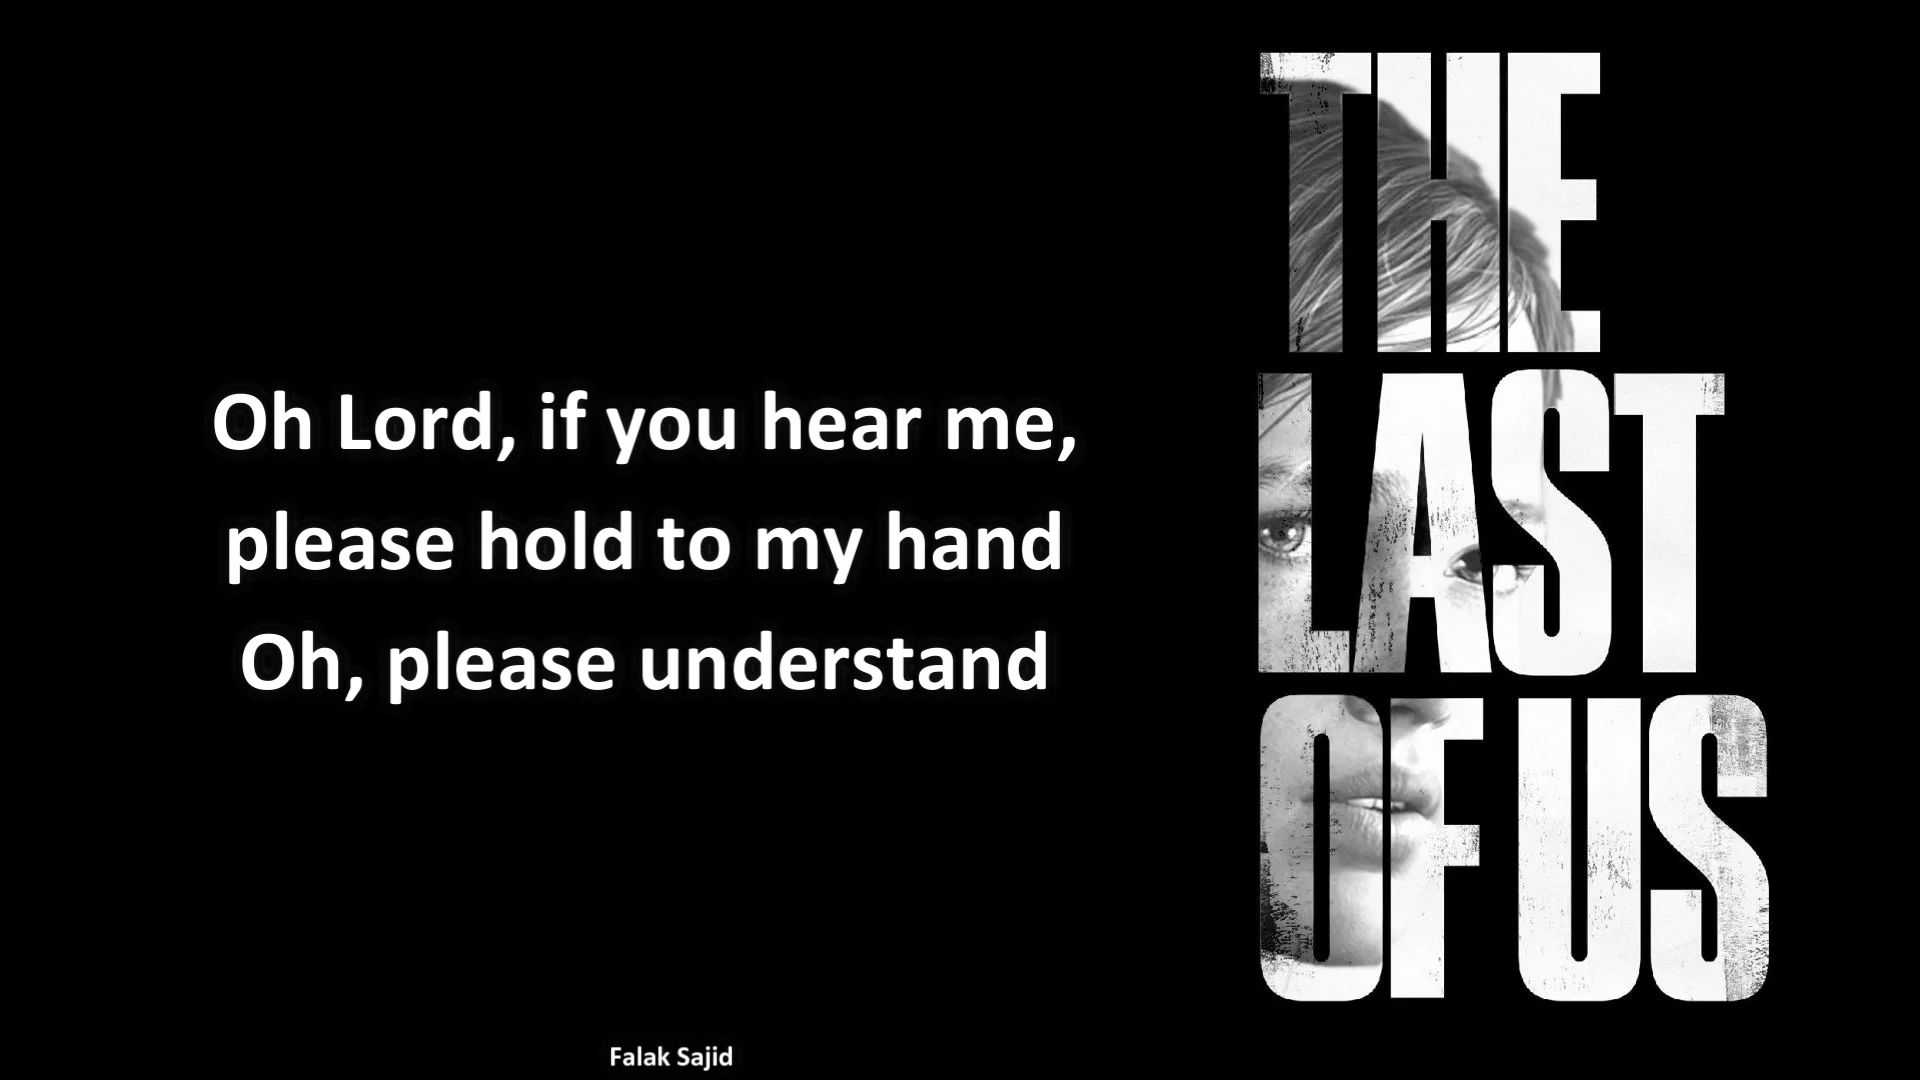 Oh Lord, if you hear me,
please hold to my hand
Oh, please understand
THE
LAST
OF US
Falak Sajid